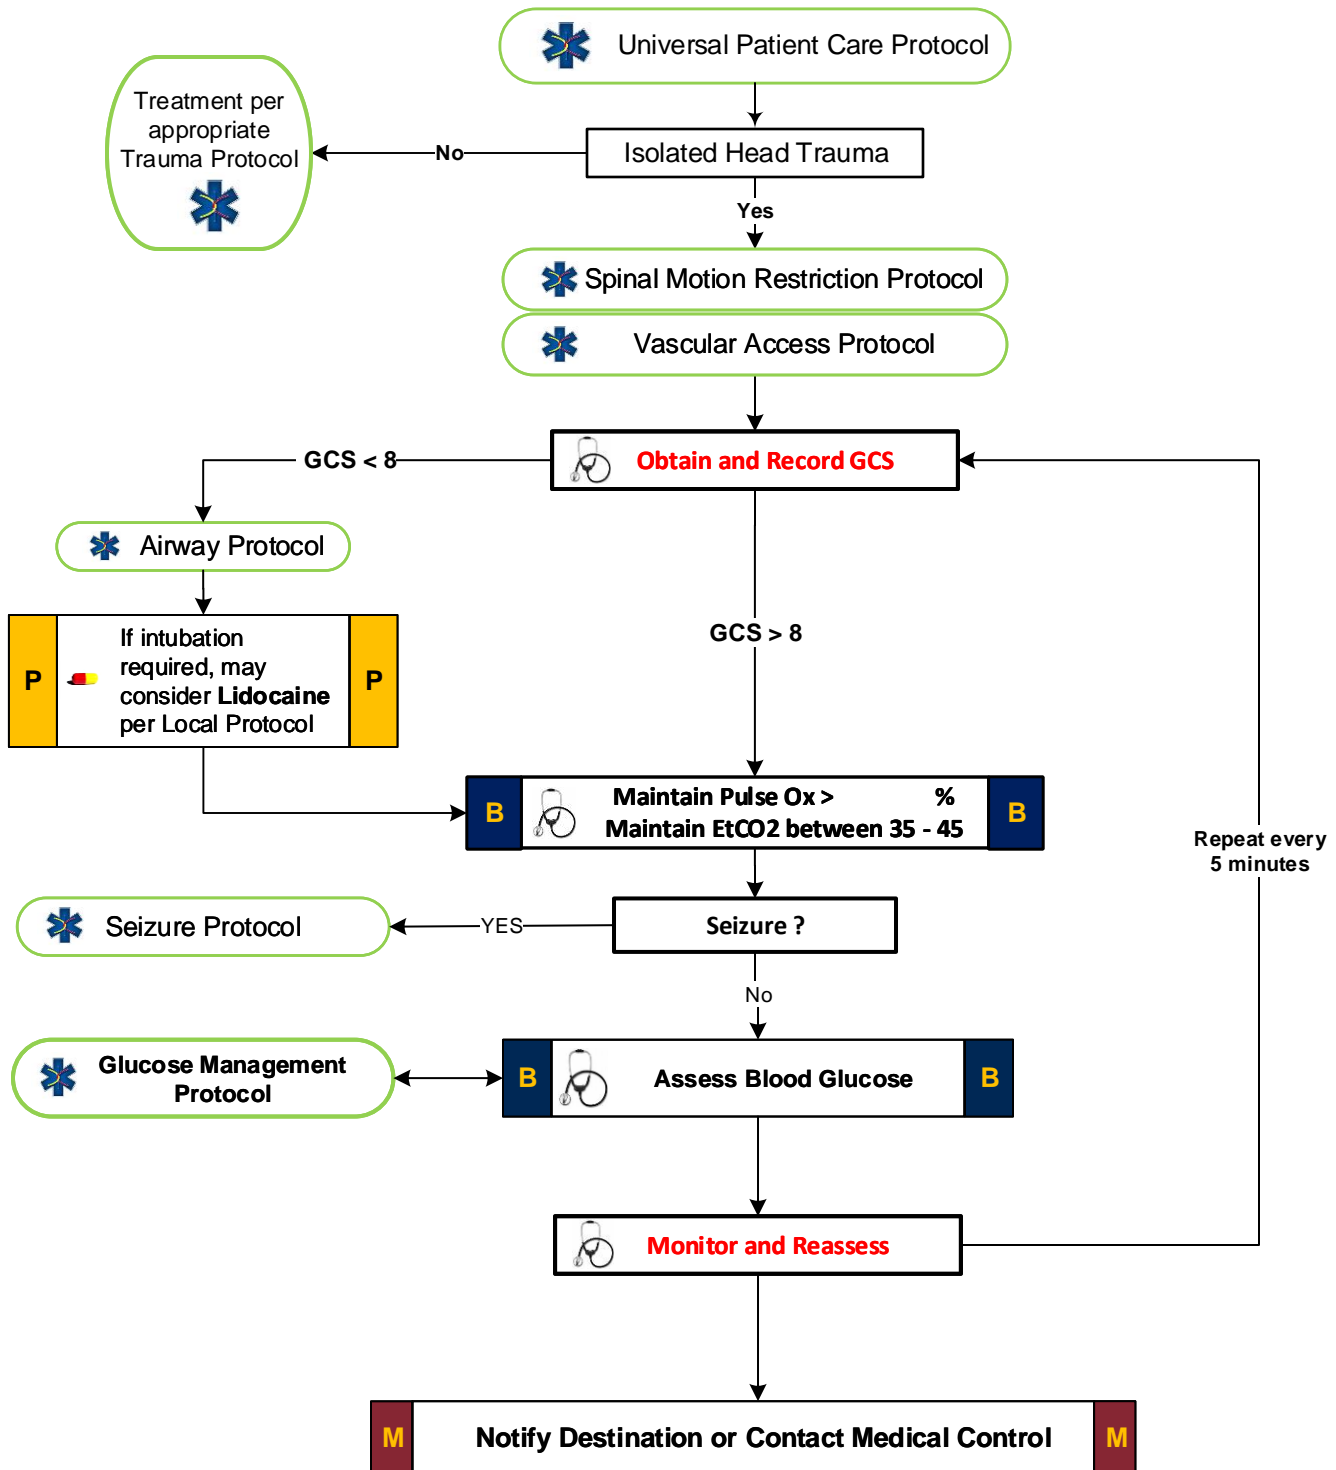 Universal Patient Care Protocol
Treatment per
appropriate
Trauma Protocol
No
Isolated Head Trauma
Yes
Spinal Motion Restriction Protocol
Vascular Access Protocol
GCS < 8
Obtain and Record GCS
Airway Protocol
P
If intubation
required, may
consider Lidocaine
per Local Protocol
P
GCS > 8
B
Maintain Pulse Ox > %
Maintain EtCO2 between 35 - 45
B
Repeat every
5 minutes
Seizure Protocol
YES
Seizure ?
No
Glucose Management
Protocol
B
Assess Blood Glucose
B
Monitor and Reassess
M
Notify Destination or Contact Medical Control
M